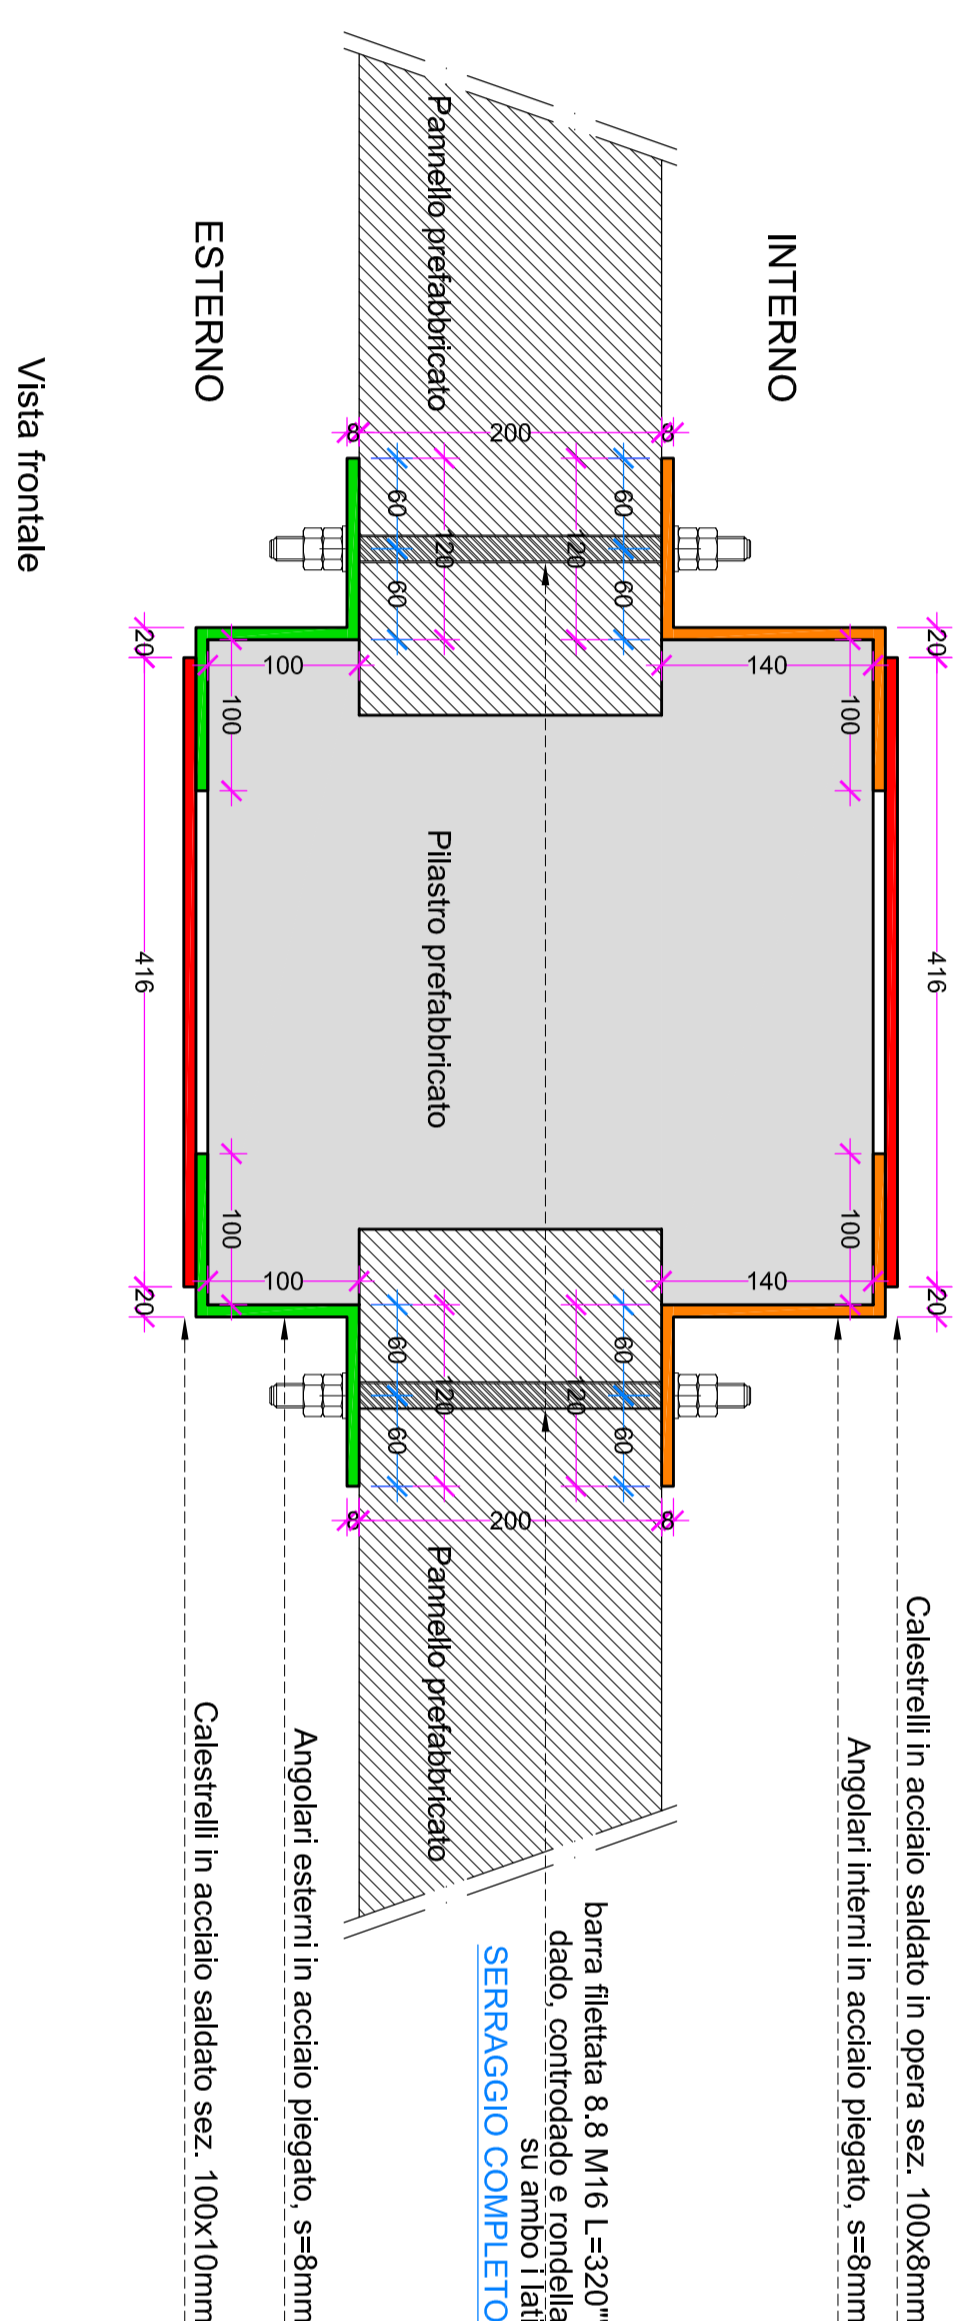 20 416 20
Calestrelli in acciaio saldato in opera sez. 100x8mm
100 100
Angolari interni in acciaio piegato, s=8mm
INTERNO
140 140
8 8
60 60 60 60
barra filettata 8.8 M16 L=320"
dado, controdado e rondella
su ambo i lati
SERRAGGIO COMPLETO
120 120
200 200
120 120
Pannello prefabbricato
Pilastro prefabbricato
Pannello prefabbricato
60 60 60 60
8 8
Angolari esterni in acciaio piegato, s=8mm
100 100
100 100
ESTERNO
Calestrelli in acciaio saldato sez. 100x10mm
20 416 20
Vista frontale